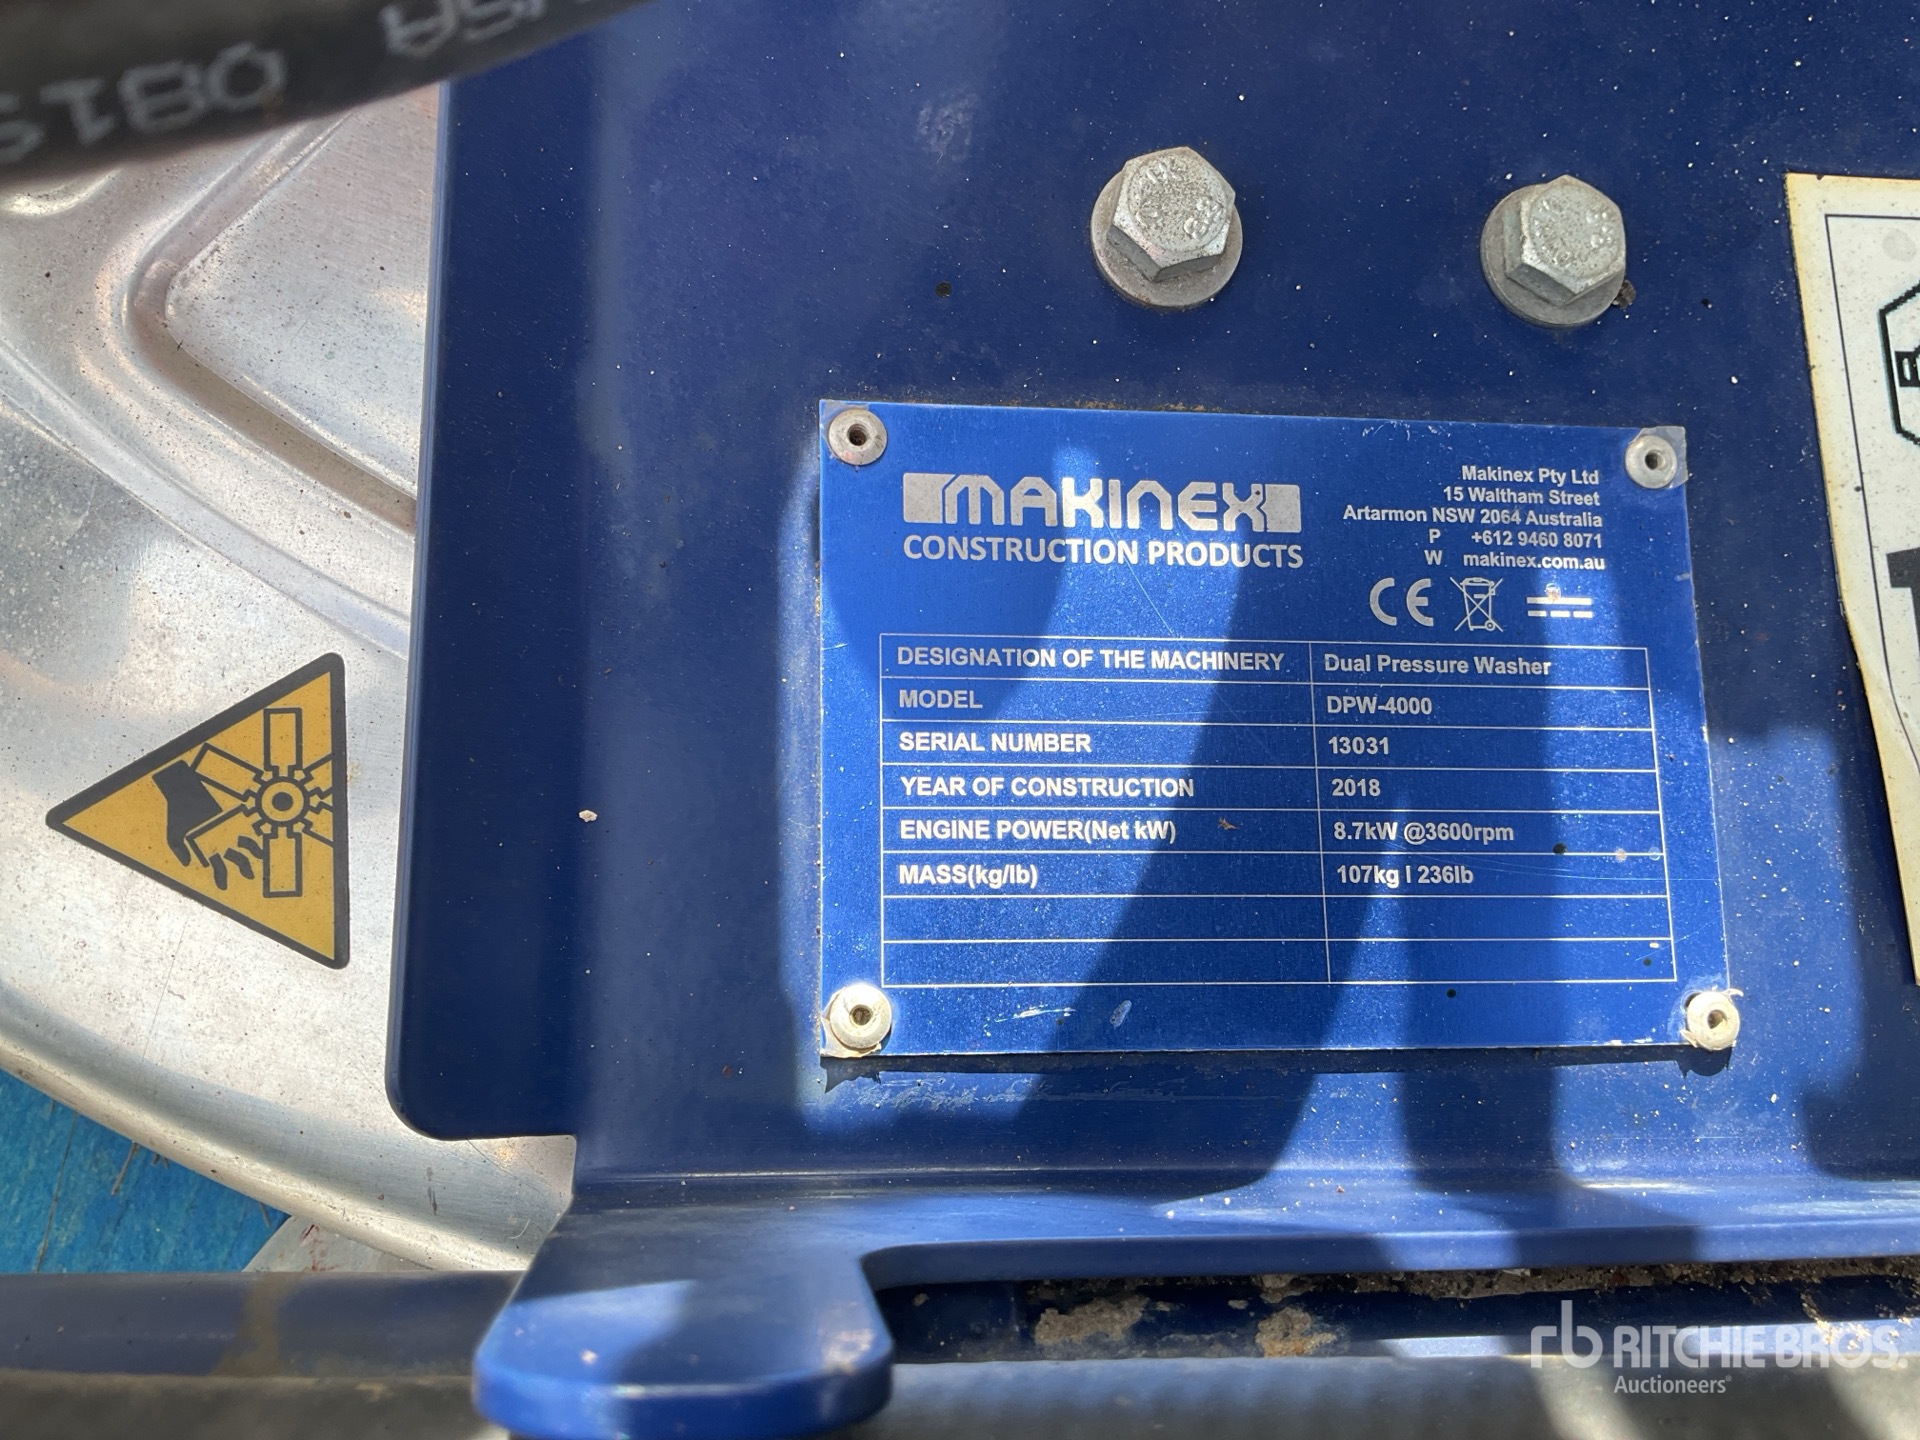 MAKINEX
CONSTRUCTION PRODUCTS
Makinex Pty Ltd
15 Waltham Street
Artarmon NSW 2064 Australia
P +612 9460 8071
W makinex.com.au
CE
DESIGNATION OF THE MACHINERY Dual Pressure Washer
MODEL DPW-4000
SERIAL NUMBER 13031
YEAR OF CONSTRUCTION 2018
ENGINE POWER(Net kW) 8.7kW @3600rpm
MASS(kg/lb) 107kg | 236lb
rb RITCHIE BROS.
Auctioneers